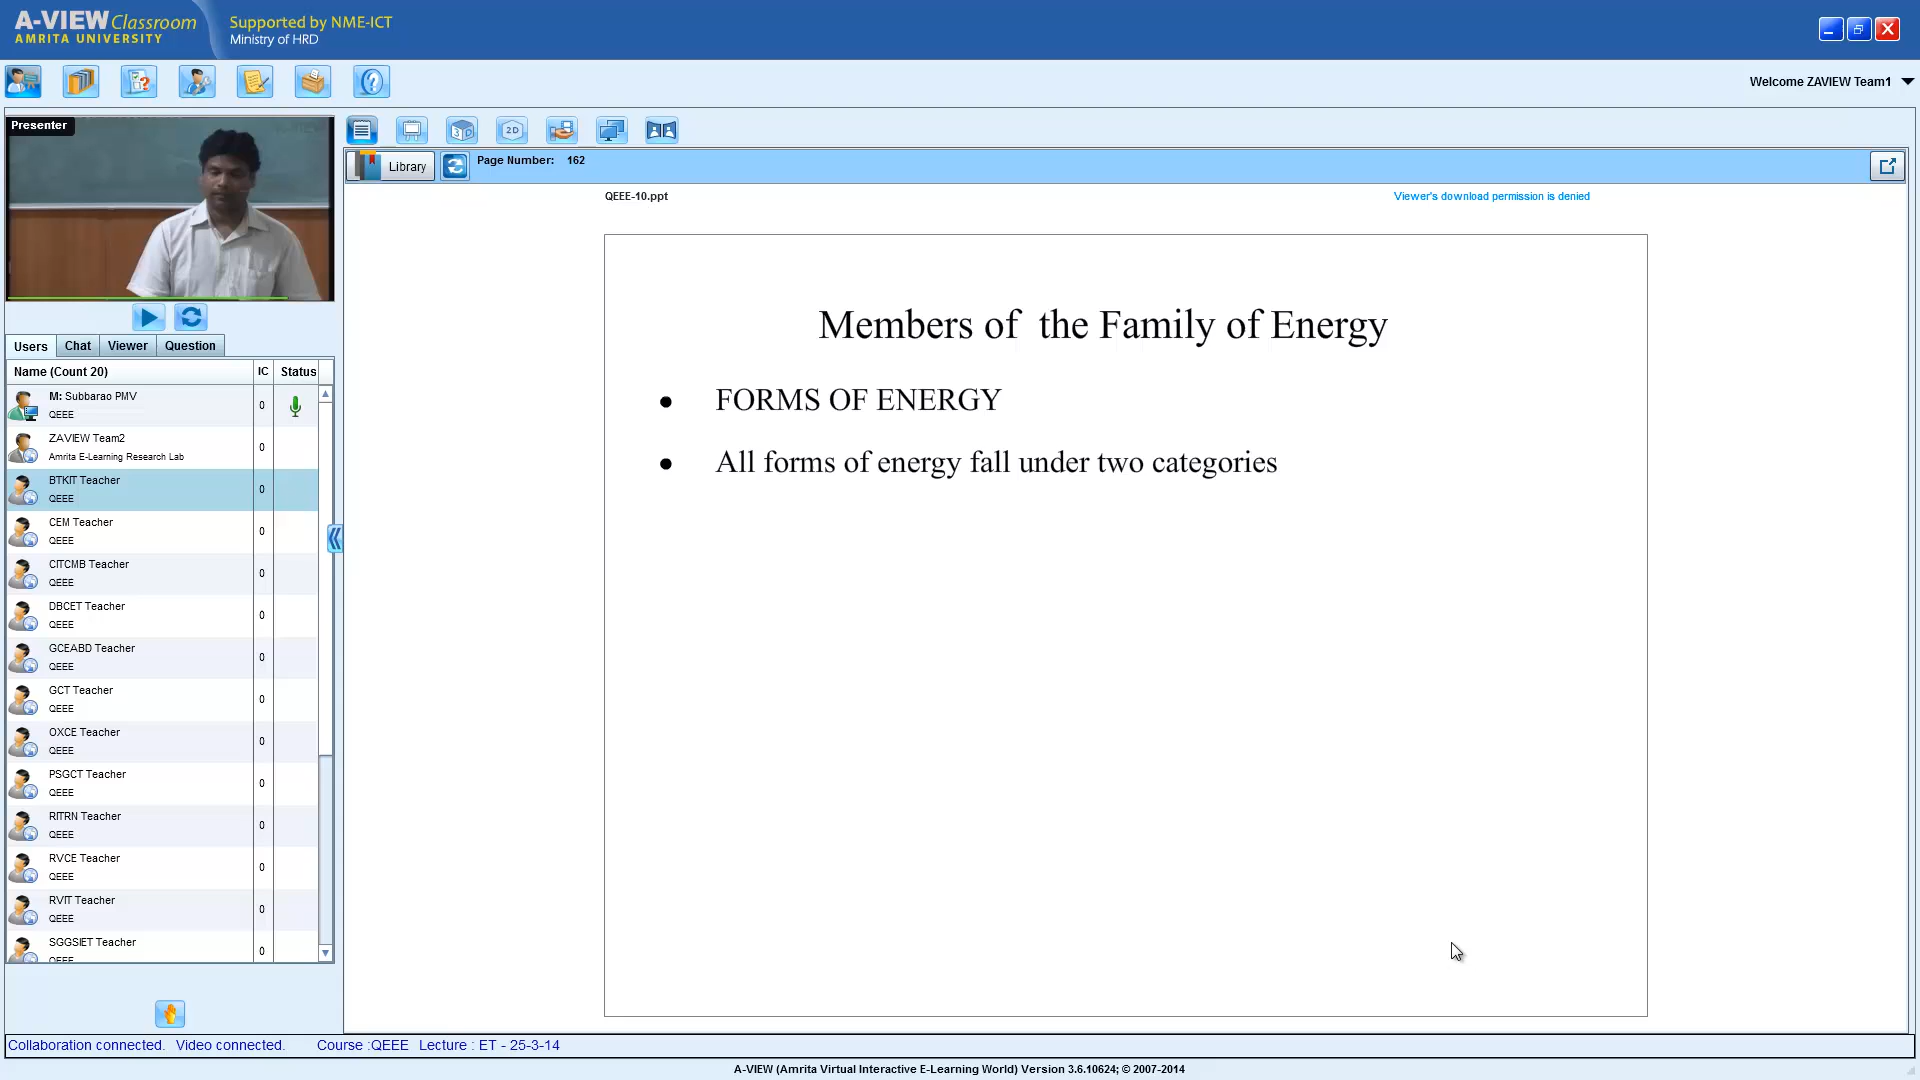 A-VIEW Classroom
AMRITA UNIVERSITY
Supported by NME-ICT
Ministry of HRD
Welcome ZAVIEW Team1
Presenter
Library
Page Number: 162
QEEE-10.ppt
Viewer's download permission is denied
Members of the Family of Energy
● FORMS OF ENERGY
● All forms of energy fall under two categories
Users Chat Viewer Question
Name (Count 20) IC Status
M: Subbarao PMV
QEEE
0
ZAVIEW Team2
Amrita E-Learning Research Lab
0
BTKIT Teacher
QEEE
0
CEM Teacher
QEEE
0
CITCMB Teacher
QEEE
0
DBCET Teacher
QEEE
0
GCEABD Teacher
QEEE
0
GCT Teacher
QEEE
0
OXCE Teacher
QEEE
0
PSGCT Teacher
QEEE
0
RITRN Teacher
QEEE
0
RVCE Teacher
QEEE
0
RVIT Teacher
QEEE
0
SGGSIET Teacher
QEEE
0
Collaboration connected. Video connected. Course :QEEE Lecture : ET - 25-3-14
A-VIEW (Amrita Virtual Interactive E-Learning World) Version 3.6.10624; © 2007-2014